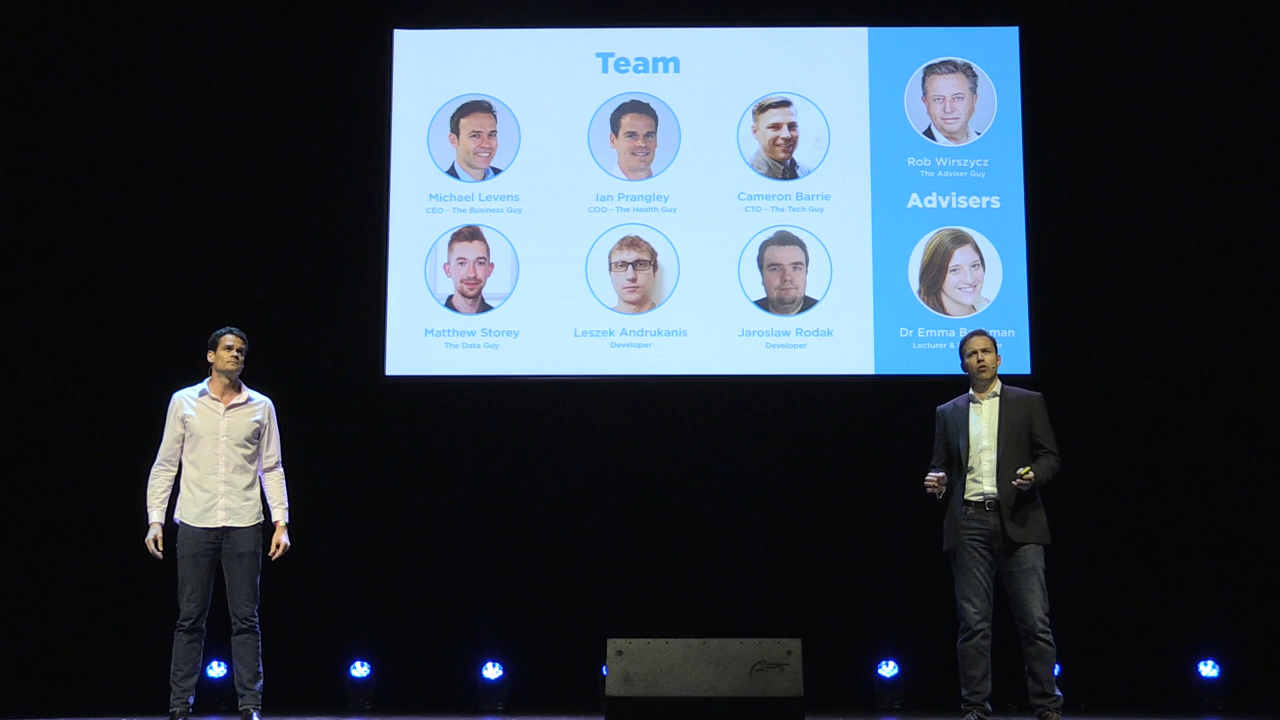 Team
Michael Levens
CEO – The Business Guy
Ian Prangley
COO – The Health Guy
Cameron Barrie
CTO – The Tech Guy
Matthew Storey
The Data Guy
Leszek Andrukanis
Developer
Jaroslaw Rodak
Developer
Rob Wirszycz
The Adviser Guy
Advisers
Dr Emma
Lecturer &